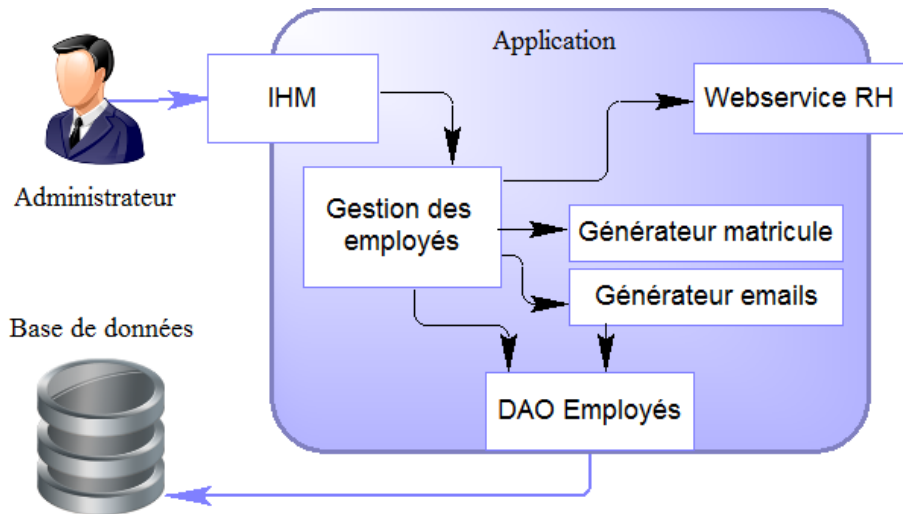 Application
IHM
Webservice RH
Administrateur
Gestion des
employés
Générateur matricule
Générateur emails
Base de données
DAO Employés